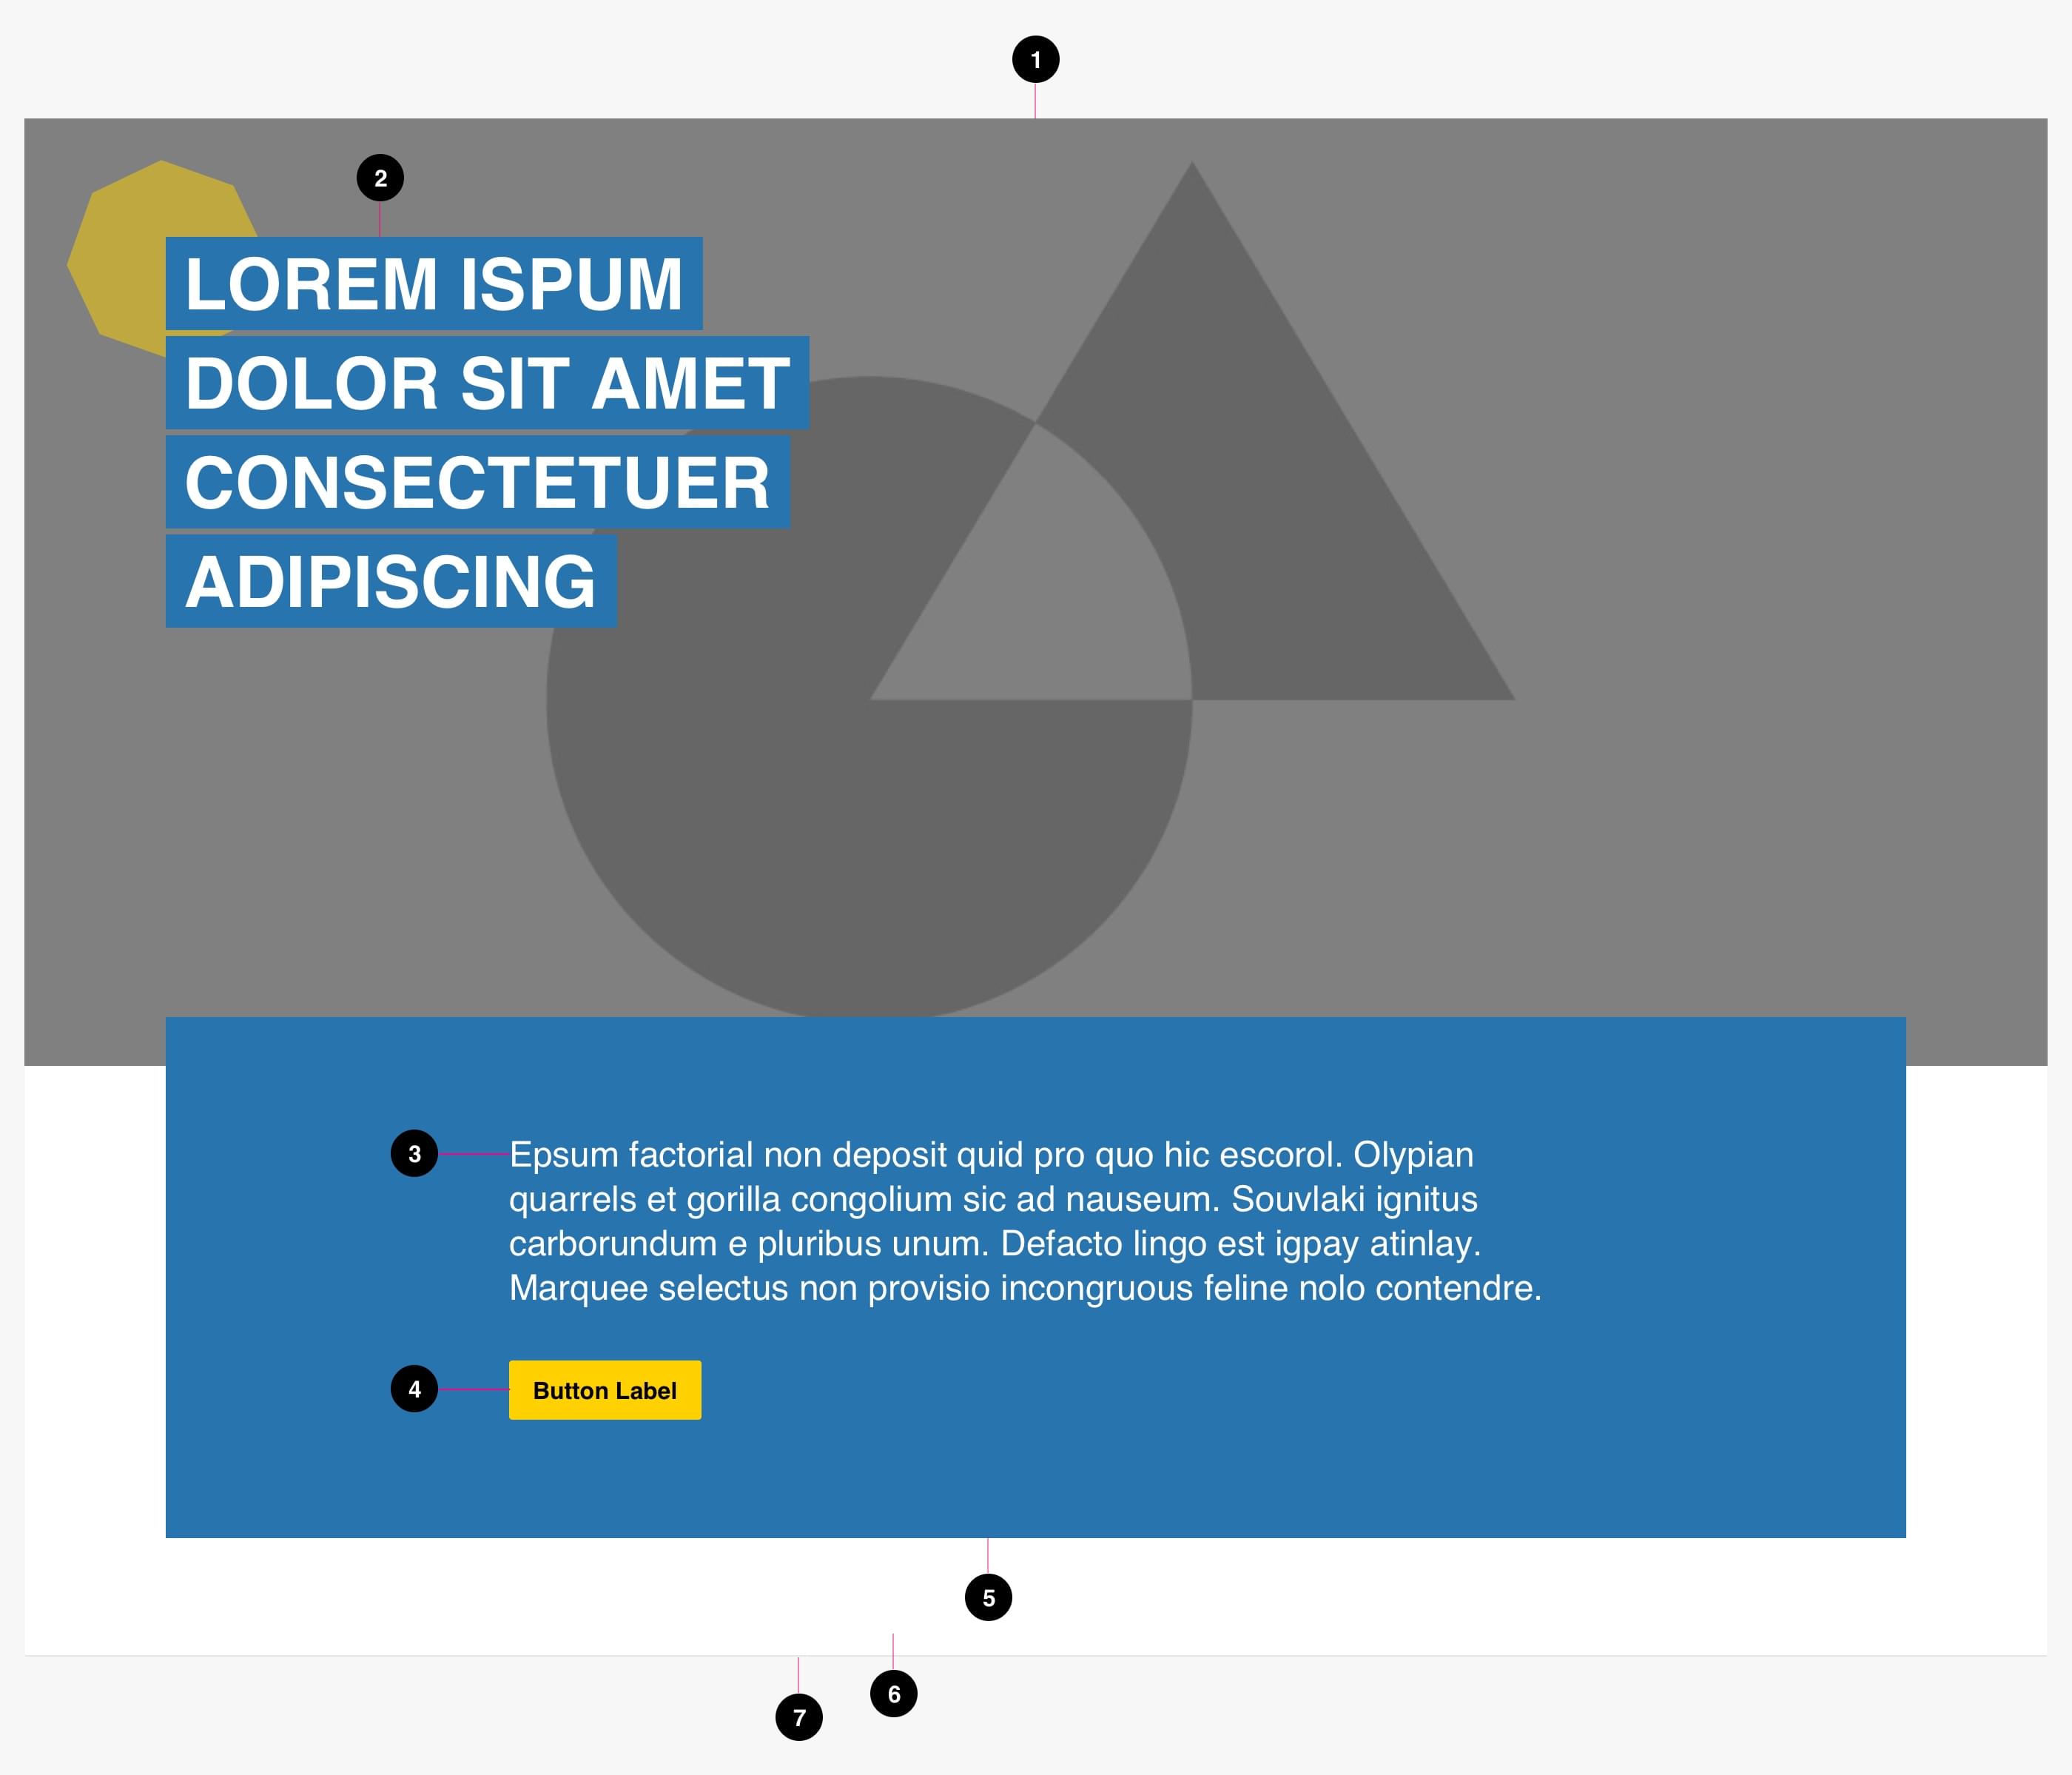 1
2
LOREM ISPUM
DOLOR SIT AMET
CONSECTETUER
ADIPISCING
3
Epsum factorial non deposit quid pro quo hic escorol. Olypian
quarrels et gorilla congolium sic ad nauseum. Souvlaki ignitus
carborundum e pluribus unum. Defacto lingo est igpay atinlay.
Marquee selectus non provisio incongruous feline nolo contendre.
4
Button Label
5
6
7